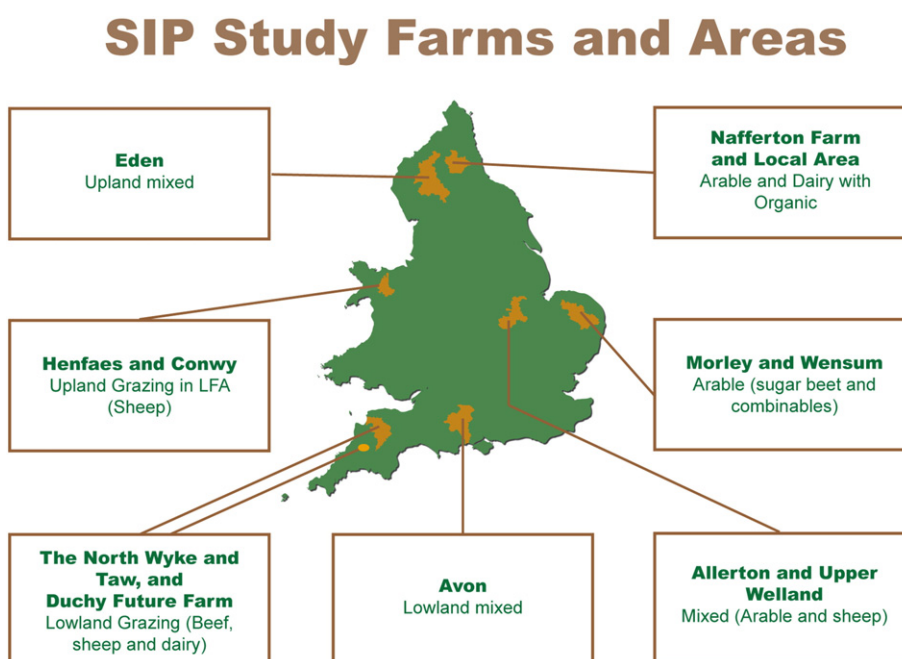 SIP Study Farms and Areas
Eden
Upland mixed
Nafferton Farm
and Local Area
Arable and Dairy with
Organic
Henfaes and Conwy
Upland Grazing in LFA
(Sheep)
Morley and Wensum
Arable (sugar beet and
combinables)
The North Wyke and
Taw, and
Duchy Future Farm
Lowland Grazing (Beef,
sheep and dairy)
Avon
Lowland mixed
Allerton and Upper
Welland
Mixed (Arable and sheep)